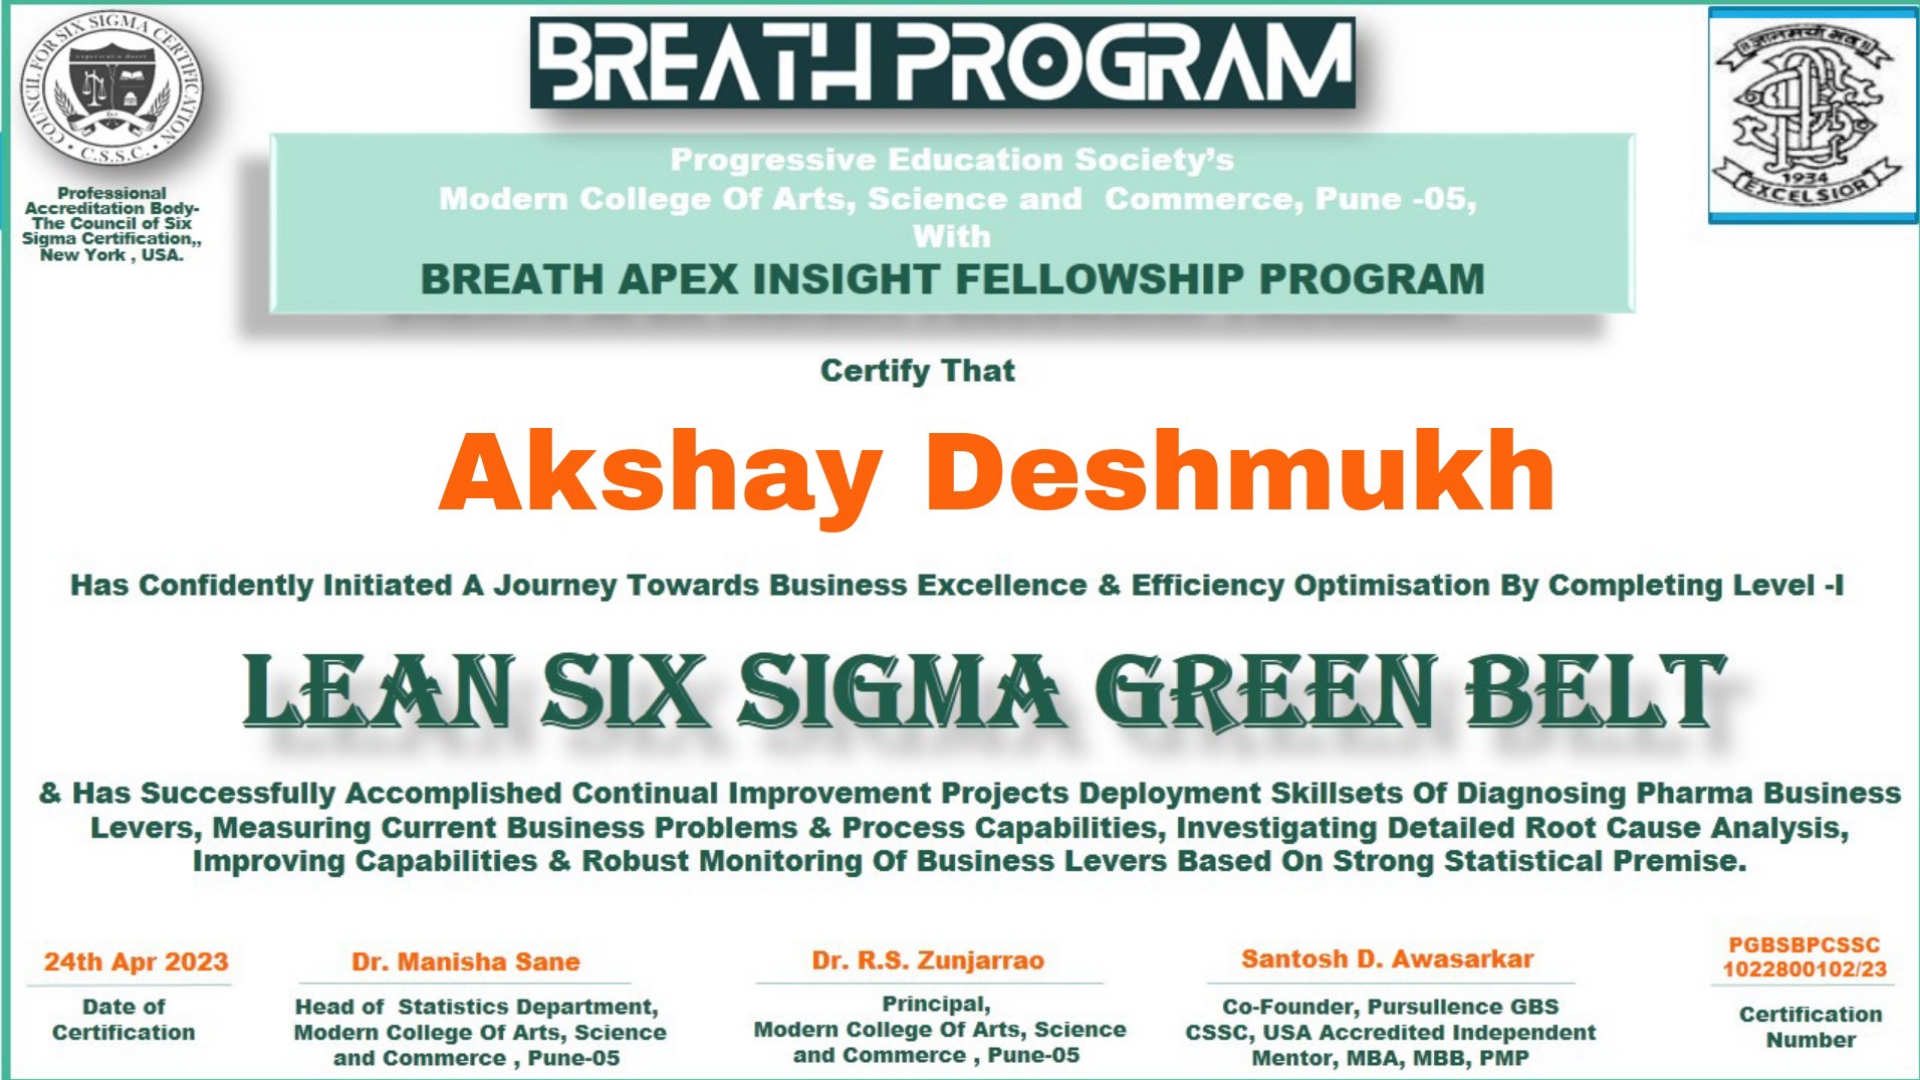 COUNCIL FOR SIX SIGMA CERTIFICATION
• C.S.S.C. •
Professional
Accreditation Body-
The Council of Six
Sigma Certification,,
New York , USA.
BREATH PROGRAM
॥ ज्ञानमयो भव ॥
1934
EXCELSIOR
Progressive Education Society’s
Modern College Of Arts, Science and Commerce, Pune -05,
With
BREATH APEX INSIGHT FELLOWSHIP PROGRAM
Certify That
Akshay Deshmukh
Has Confidently Initiated A Journey Towards Business Excellence & Efficiency Optimisation By Completing Level -I
LEAN SIX SIGMA GREEN BELT
& Has Successfully Accomplished Continual Improvement Projects Deployment Skillsets Of Diagnosing Pharma Business
Levers, Measuring Current Business Problems & Process Capabilities, Investigating Detailed Root Cause Analysis,
Improving Capabilities & Robust Monitoring Of Business Levers Based On Strong Statistical Premise.
24th Apr 2023
Date of
Certification
Dr. Manisha Sane
Head of Statistics Department,
Modern College Of Arts, Science
and Commerce , Pune-05
Dr. R.S. Zunjarrao
Principal,
Modern College Of Arts, Science
and Commerce , Pune-05
Santosh D. Awasarkar
Co-Founder, Pursullence GBS
CSSC, USA Accredited Independent
Mentor, MBA, MBB, PMP
PGBSBPCSSC
1022800102/23
Certification
Number